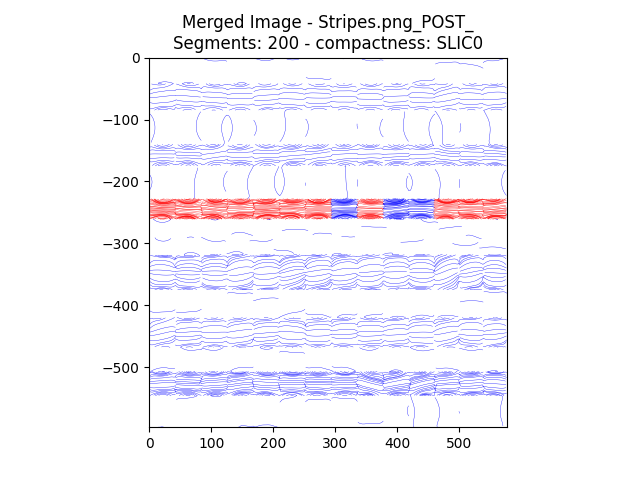 Merged Image - Stripes.png_POST_
Segments: 200 - compactness: SLIC0
0
−100
−200
−300
−400
−500
0 100 200 300 400 500